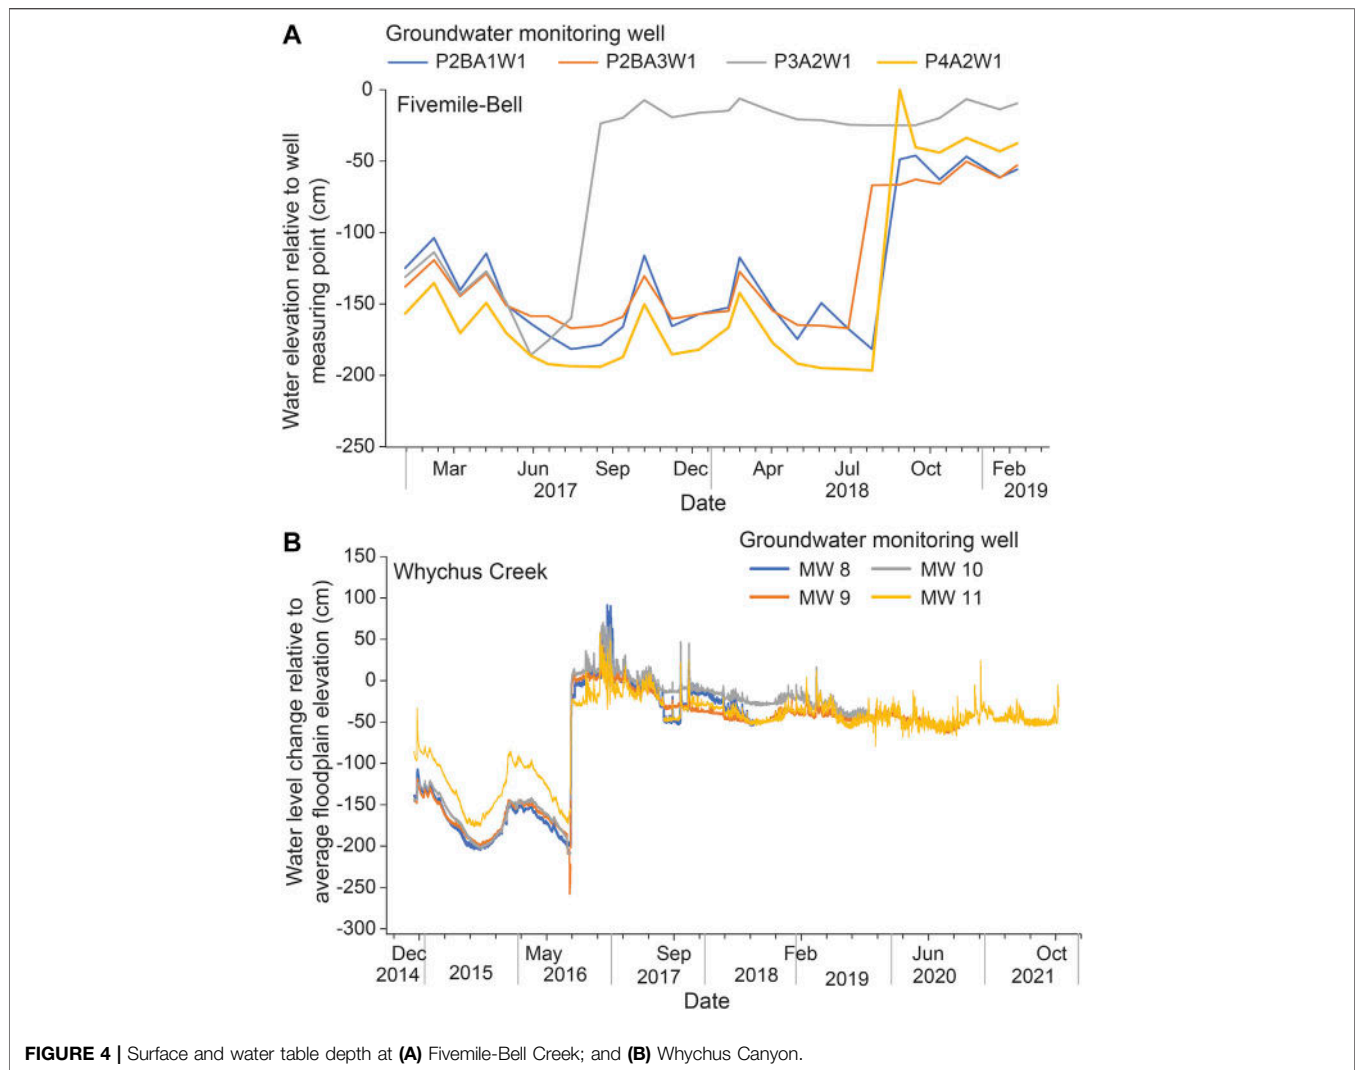 A
Groundwater monitoring well
P2BA1W1 P2BA3W1 P3A2W1 P4A2W1
Fivemile-Bell
Water elevation relative to well
measuring point (cm)
0
-50
-100
-150
-200
-250
Mar Jun Sep Dec Apr Jul Oct Feb
2017 2018 2019
Date
B
Groundwater monitoring well
MW 8 MW 10
MW 9 MW 11
Whychus Creek
Water level change relative to
average floodplain elevation (cm)
150
100
50
0
-50
-100
-150
-200
-250
-300
Dec May Sep Feb Jun Oct
2014 2015 2016 2017 2018 2019 2020 2021
Date
FIGURE 4 | Surface and water table depth at (A) Fivemile-Bell Creek; and (B) Whychus Canyon.